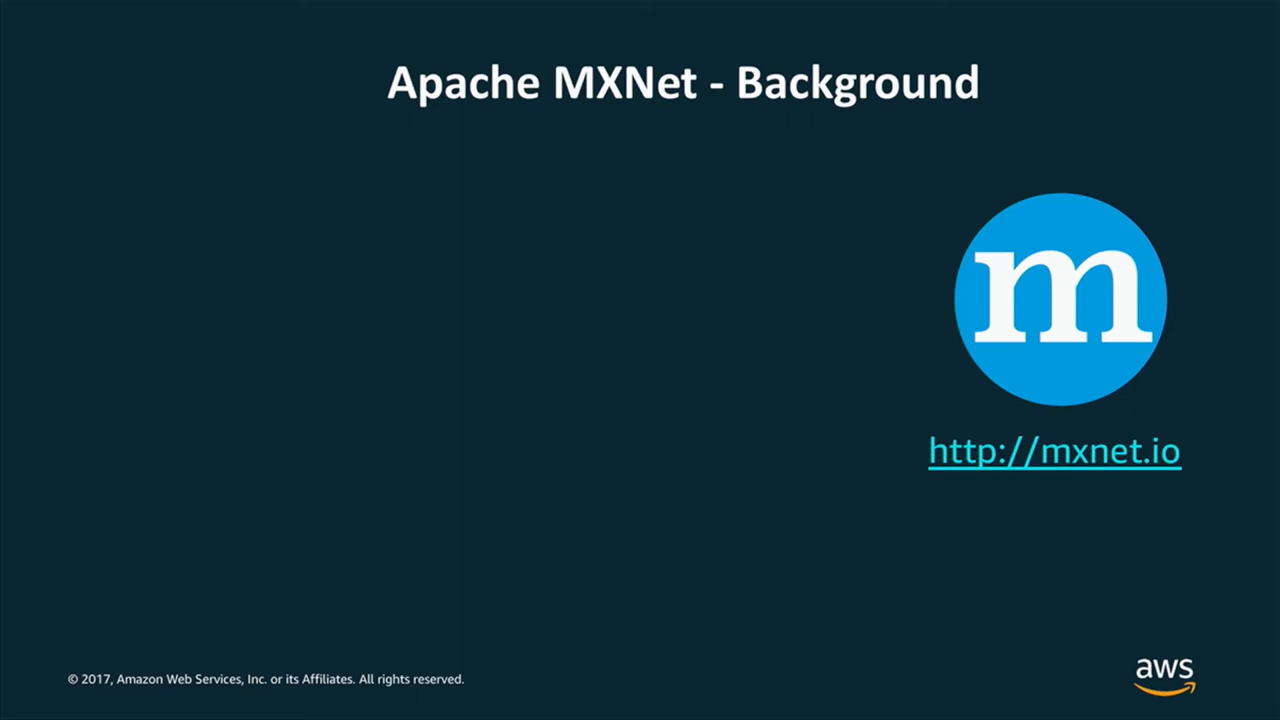 Apache MXNet - Background
m
http://mxnet.io
© 2017, Amazon Web Services, Inc. or its Affiliates. All rights reserved.
aws